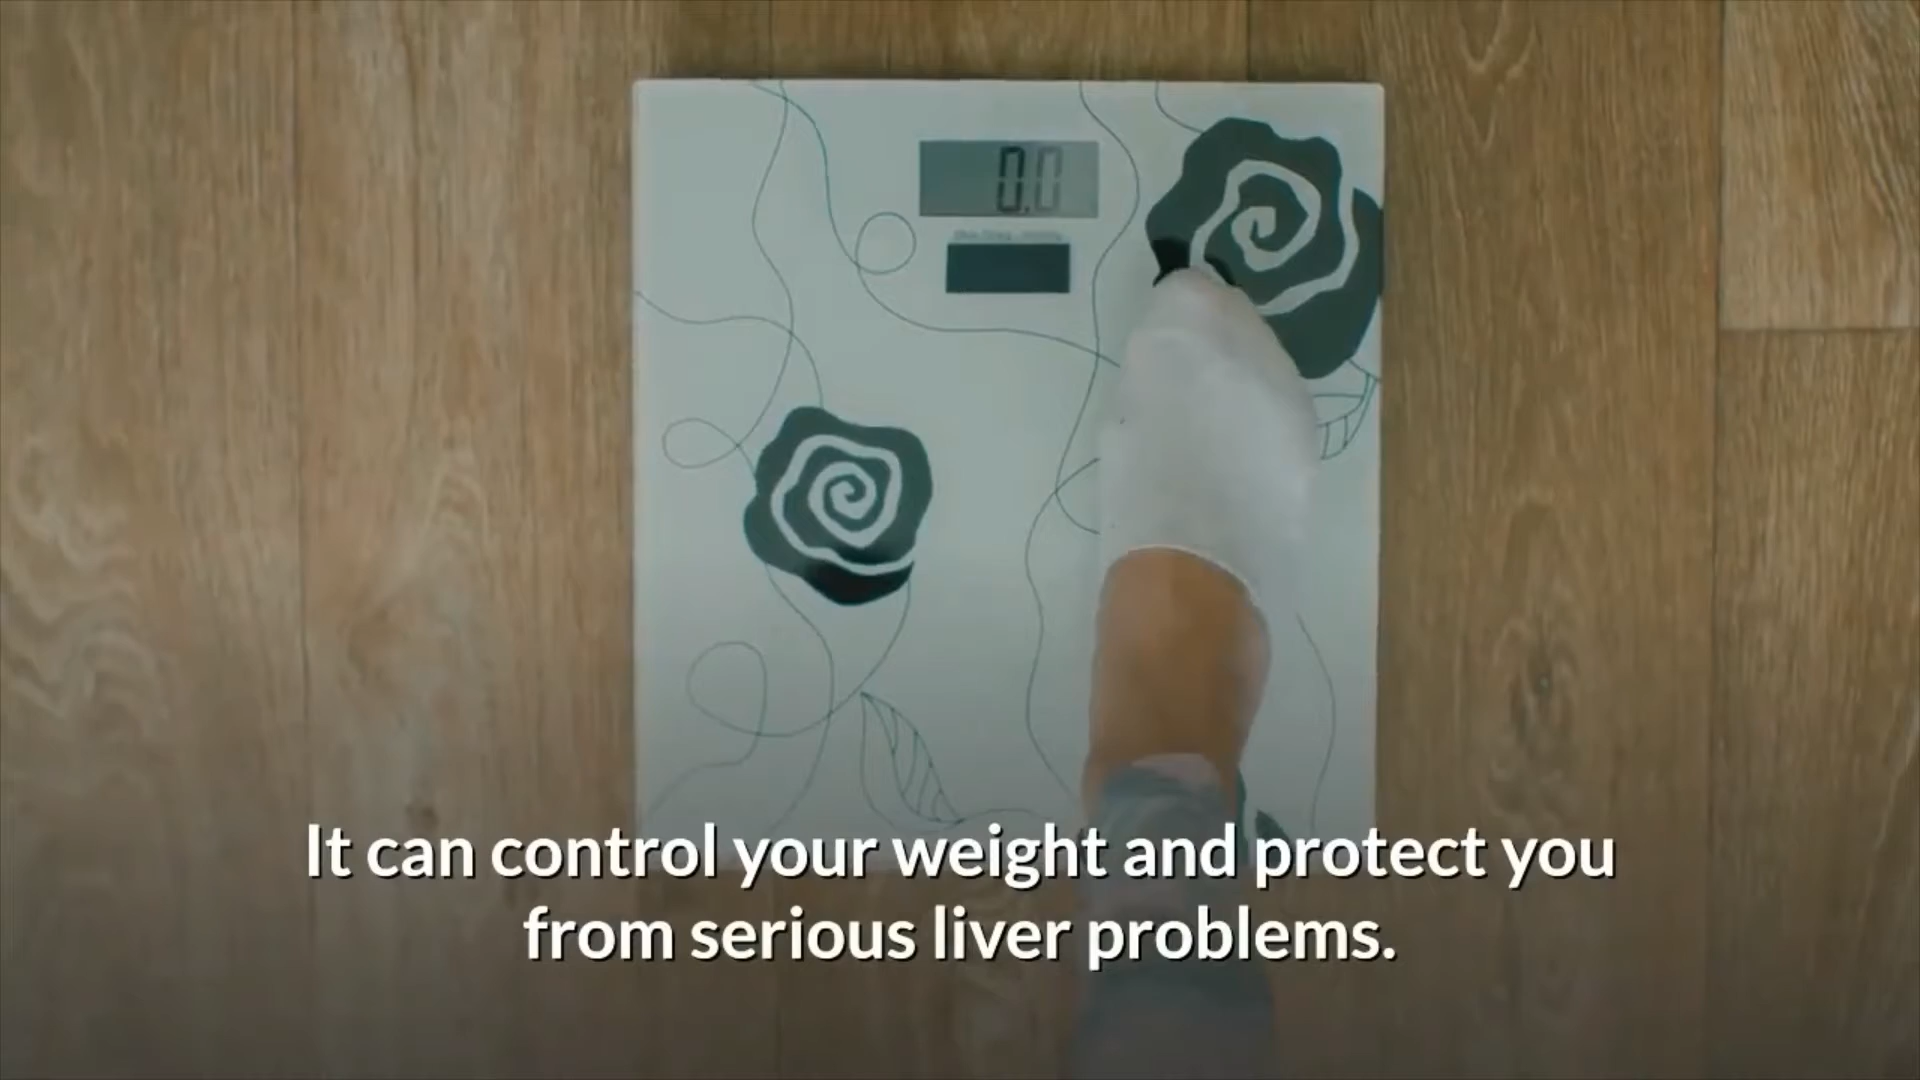 0.0
It can control your weight and protect you
from serious liver problems.